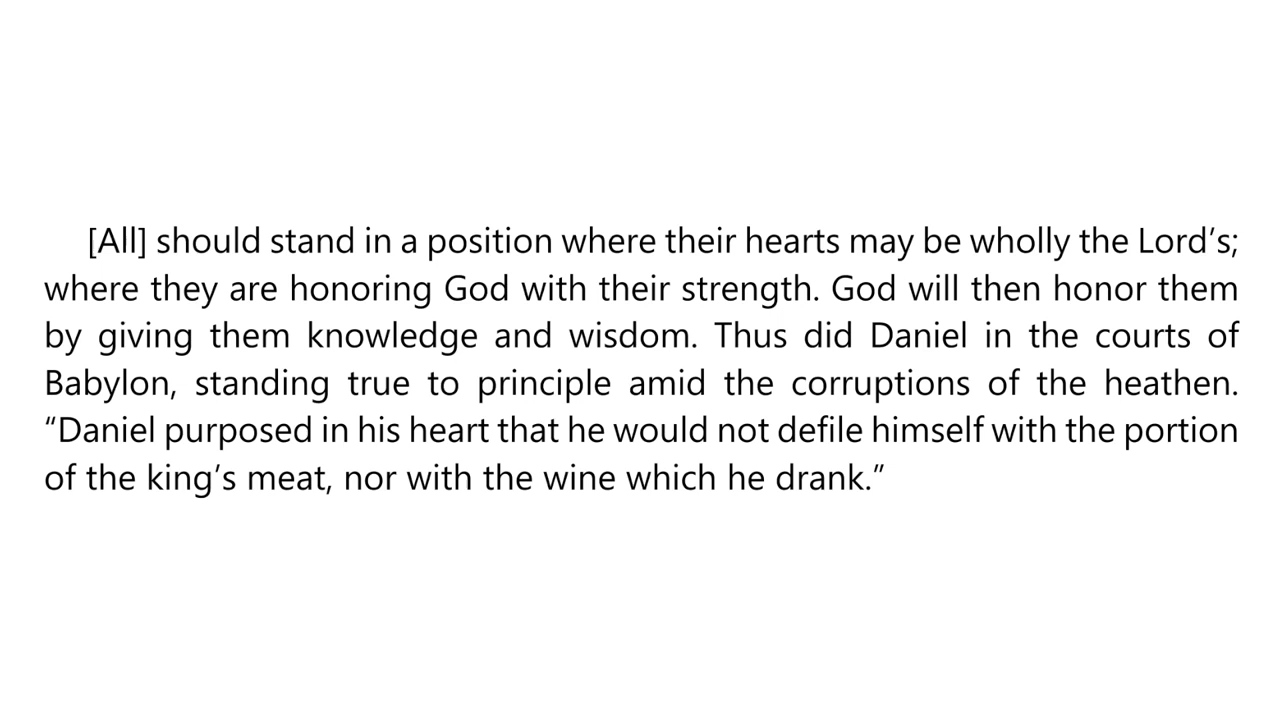 [All] should stand in a position where their hearts may be wholly the Lord’s;
where they are honoring God with their strength. God will then honor them
by giving them knowledge and wisdom. Thus did Daniel in the courts of
Babylon, standing true to principle amid the corruptions of the heathen.
“Daniel purposed in his heart that he would not defile himself with the portion
of the king’s meat, nor with the wine which he drank.”